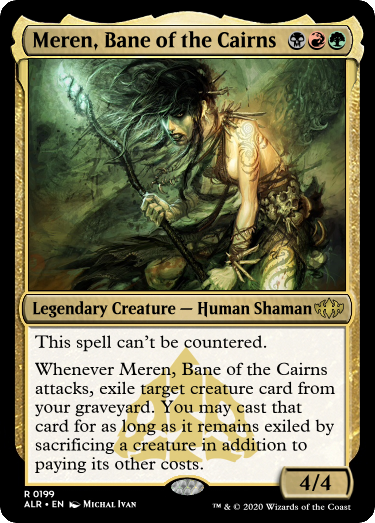 Meren, Bane of the Cairns
Legendary Creature — Human Shaman
This spell can't be countered.
Whenever Meren, Bane of the Cairns
attacks, exile target creature card from
your graveyard. You may cast that
card for as long as it remains exiled by
sacrificing a creature in addition to
paying its other costs.
4/4
R 0199
ALR • EN Michal Ivan
™ & © 2020 Wizards of the Coast